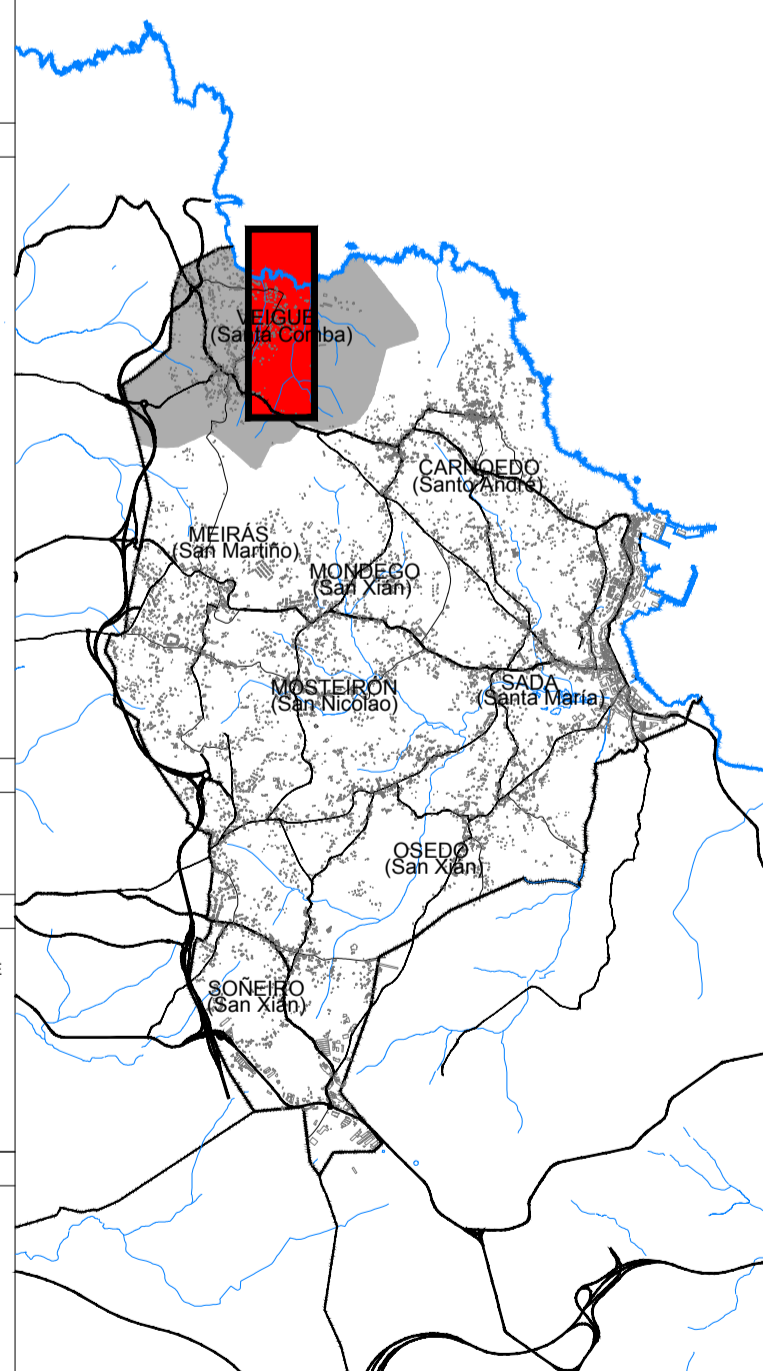 VEIGUE
(Santa Comba)
CARNOEDO
(Santo André)
MEIRÁS
(San Martiño)
MONDEGO
(San Xián)
MOSTEIRÓN
(San Nicolao)
SADA
(Santa María)
OSEDO
(San Xián)
SOÑEIRO
(San Xián)